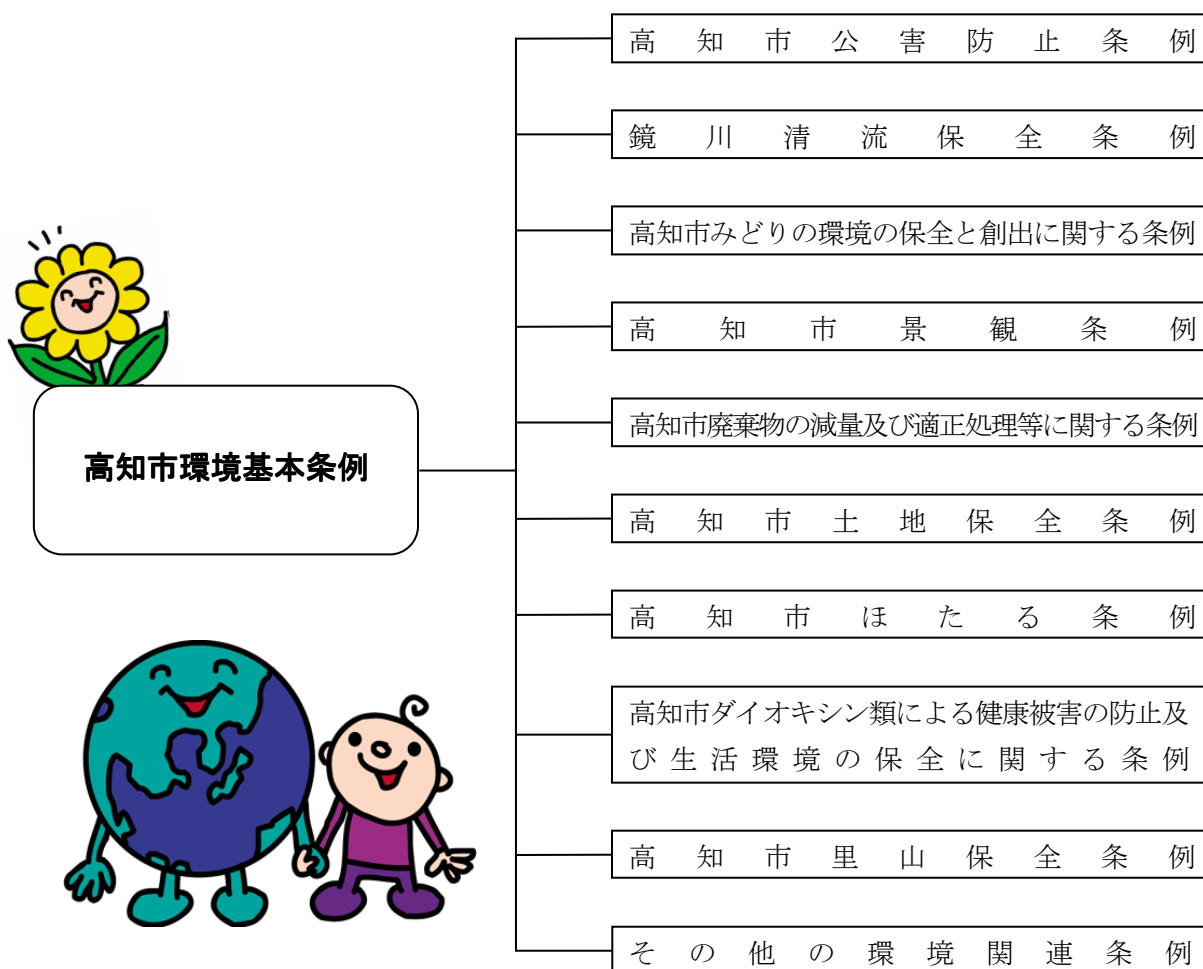 高知市公害防止条例
鏡川清流保全条例
高知市みどりの環境の保全と創出に関する条例
高知市景観条例
高知市廃棄物の減量及び適正処理等に関する条例
高知市環境基本条例
高知市土地保全条例
高知市ほたる条例
高知市ダイオキシン類による健康被害の防止及
び生活環境の保全に関する条例
高知市里山保全条例
その他の環境関連条例